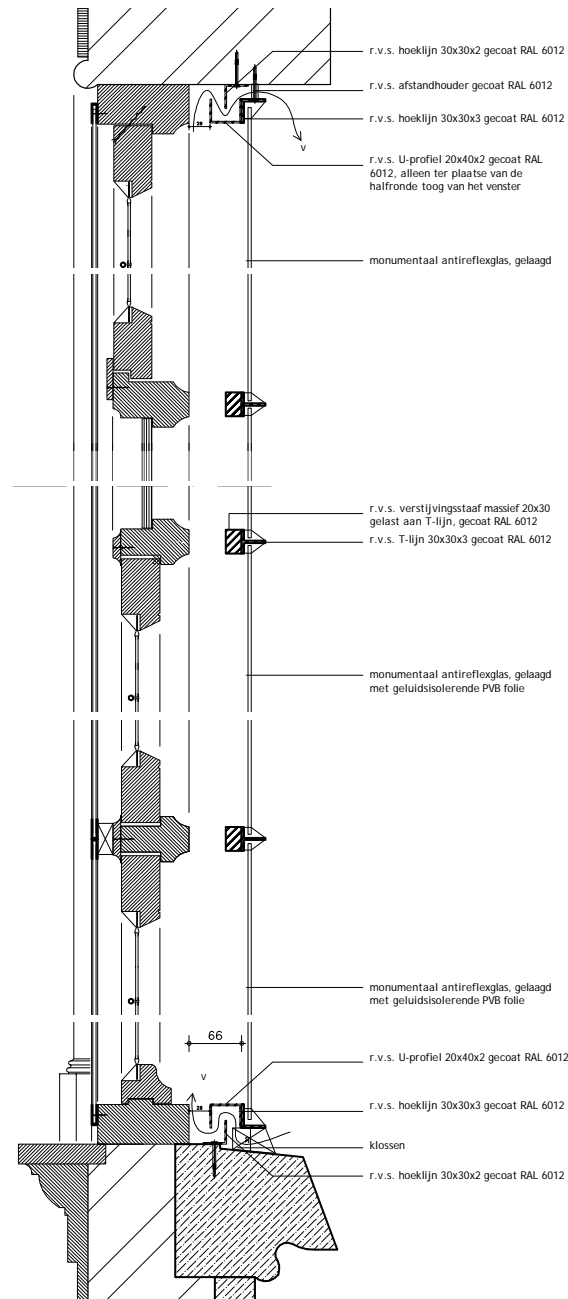 r.v.s. hoeklijn 30x30x2 gecoat RAL 6012
r.v.s. afstandhouder gecoat RAL 6012
r.v.s. hoeklijn 30x30x3 gecoat RAL 6012
28
v
r.v.s. U-profiel 20x40x2 gecoat RAL
6012, alleen ter plaatse van de
halfronde toog van het venster
monumentaal antireflexglas, gelaagd
r.v.s. verstijvingsstaaf massief 20x30
gelast aan T-lijn, gecoat RAL 6012
r.v.s. T-lijn 30x30x3 gecoat RAL 6012
monumentaal antireflexglas, gelaagd
met geluidsisolerende PVB folie
monumentaal antireflexglas, gelaagd
met geluidsisolerende PVB folie
66
r.v.s. U-profiel 20x40x2 gecoat RAL 6012
v
28
r.v.s. hoeklijn 30x30x3 gecoat RAL 6012
klossen
r.v.s. hoeklijn 30x30x2 gecoat RAL 6012